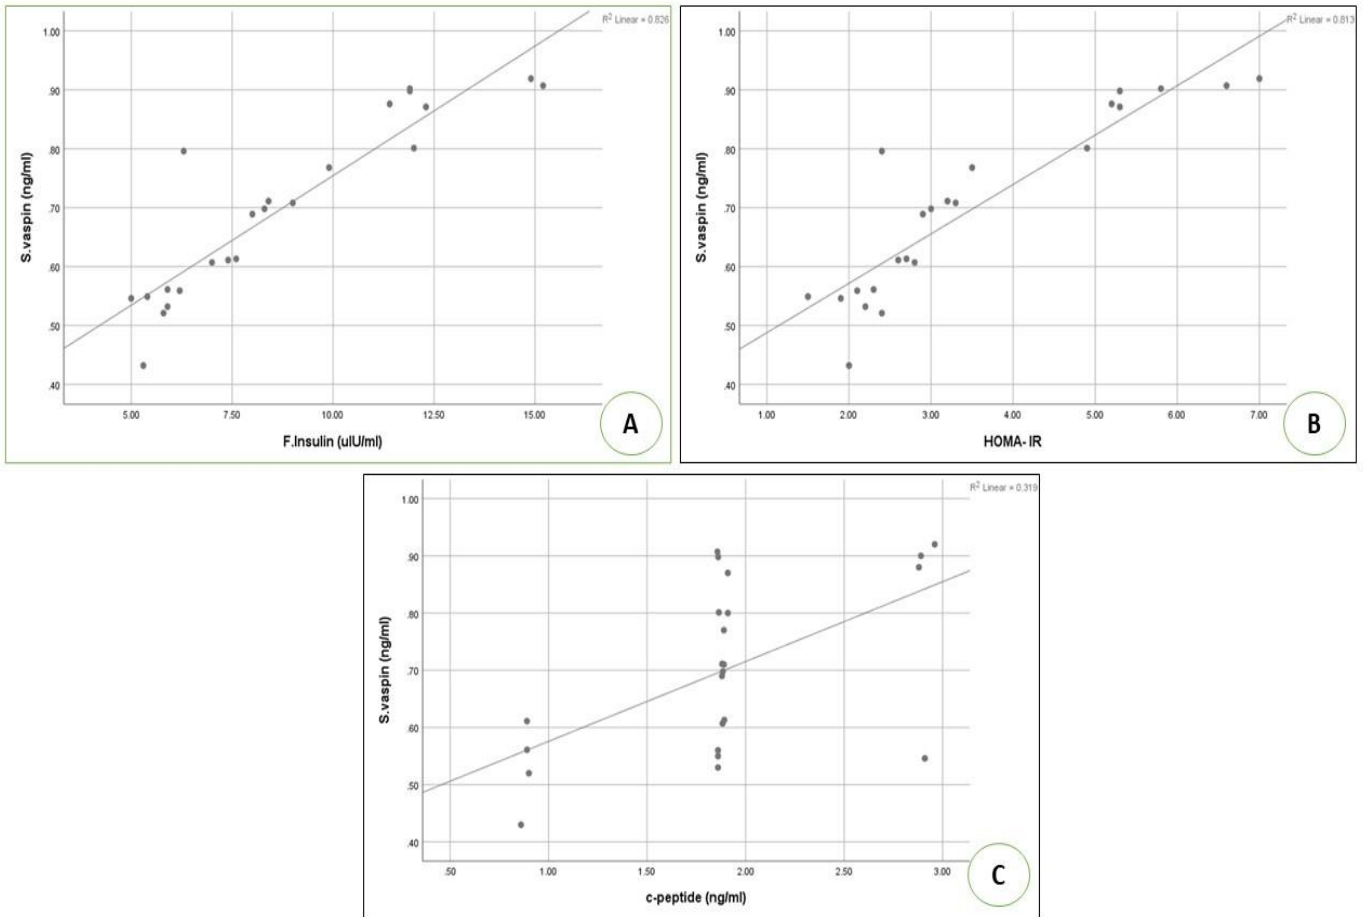 R² Linear = 0.826
1.00
.90
.80
.70
.60
.50
.40
S.vaspin (ng/ml)
5.00 7.50 10.00 12.50 15.00
F.Insulin (uIU/ml)
A
R² Linear = 0.813
1.00
.90
.80
.70
.60
.50
.40
S.vaspin (ng/ml)
1.00 2.00 3.00 4.00 5.00 6.00 7.00
HOMA- IR
B
R² Linear = 0.319
1.00
.90
.80
.70
.60
.50
.40
S.vaspin (ng/ml)
.50 1.00 1.50 2.00 2.50 3.00
c-peptide (ng/ml)
C